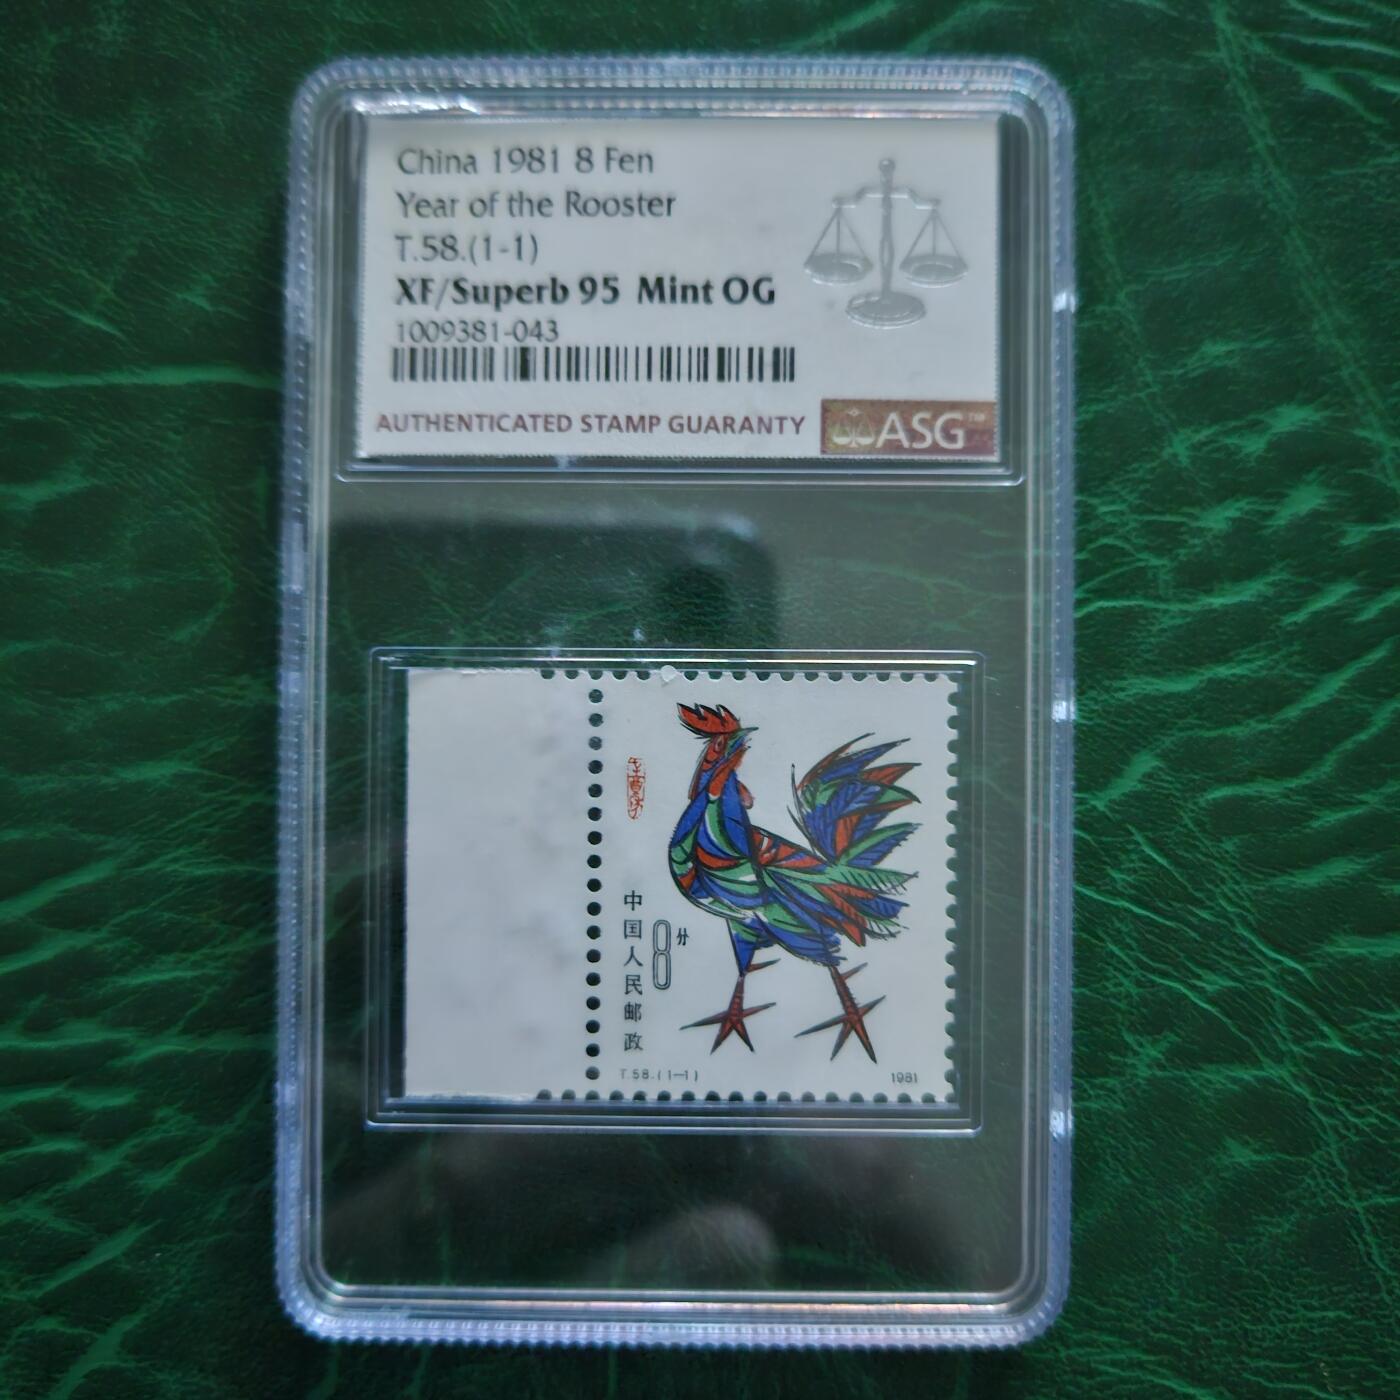 China 1981 8 Fen
Year of the Rooster
T.58.(1-1)
XF/Superb 95 Mint OG
1009381-043
AUTHENTICATED STAMP GUARANTY
ASG™
中国人民邮政
8分
T.58.(1-1)
1981